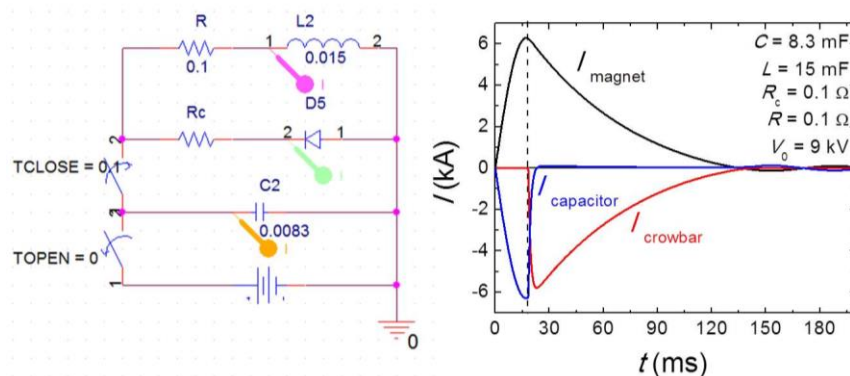 R
L2
1
2
0.1
0.015
D5
Rc
2
2
1
TCLOSE = 0.1
C2
0.0083
TOPEN = 0
1
0
I (kA)
6
4
2
0
-2
-4
-6
I magnet
I capacitor
I crowbar
C = 8.3 mF
L = 15 mF
Rc = 0.1 Ω
R = 0.1 Ω
V0 = 9 kV
0
30
60
90
120
150
180
t (ms)